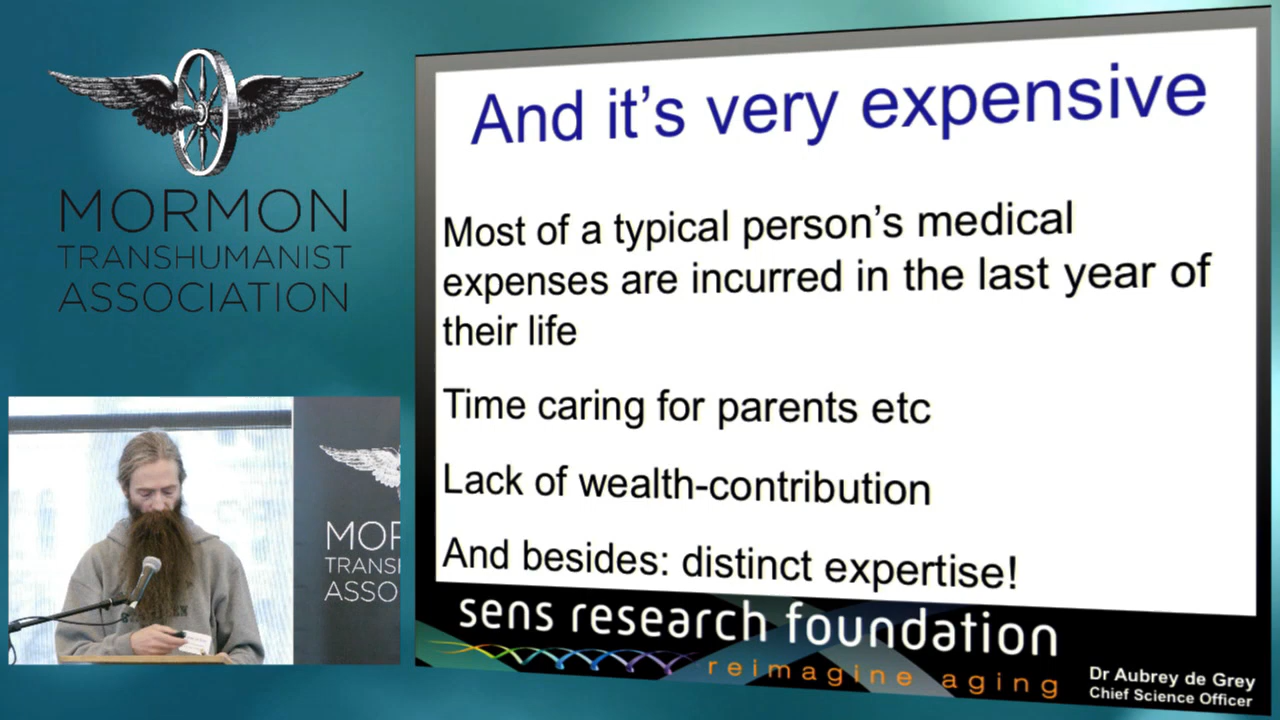 MORMON
TRANSHUMANIST
ASSOCIATION
And it's very expensive
Most of a typical person's medical
expenses are incurred in the last year of
their life
Time caring for parents etc
Lack of wealth-contribution
And besides: distinct expertise!
sens research foundation
reimagine aging
Dr Aubrey de Grey
Chief Science Officer
MOR
TRANS
ASSO